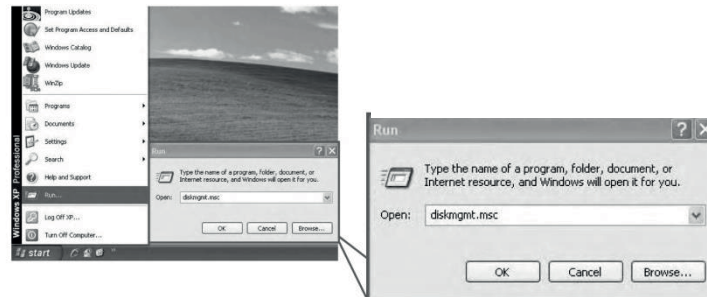 Program Updates
Set Program Access and Defaults
Windows Catalog
Windows Update
WinZip
Programs
Documents
Settings
Search
Help and Support
Run...
Log Off XP...
Turn Off Computer...
Windows XP Professional
start
Run
Type the name of a program, folder, document, or
Internet resource, and Windows will open it for you.
Open: diskmgmt.msc
OK Cancel Browse...
Run
Type the name of a program, folder, document, or
Internet resource, and Windows will open it for you.
Open: diskmgmt.msc
OK Cancel Browse...